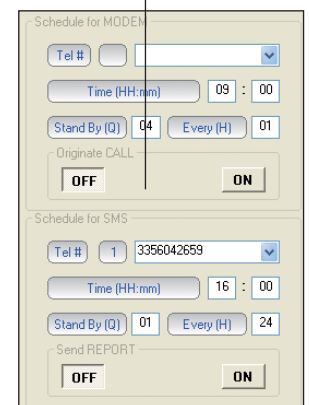 Schedule for MODEM
Tel #
Time (HH:mm) 09 : 00
Stand By (Q) 04 Every (H) 01
Originate CALL
OFF ON
Schedule for SMS
Tel # 1 3356042659
Time (HH:mm) 16 : 00
Stand By (Q) 01 Every (H) 24
Send REPORT
OFF ON